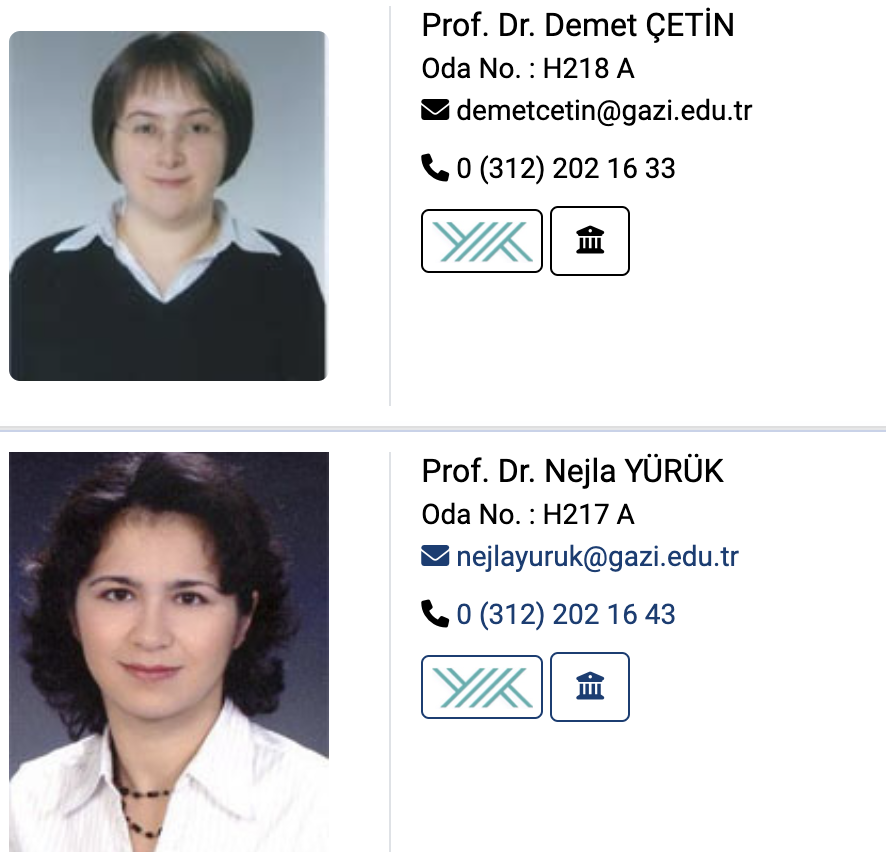 Prof. Dr. Demet ÇETİN
Oda No. : H218 A
demetcetin@gazi.edu.tr
0 (312) 202 16 33
Prof. Dr. Nejla YÜRÜK
Oda No. : H217 A
nejlayuruk@gazi.edu.tr
0 (312) 202 16 43